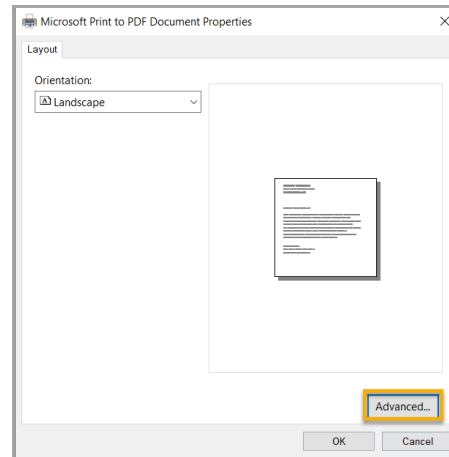 Microsoft Print to PDF Document Properties
Layout
Orientation:
Landscape
Advanced...
OK
Cancel